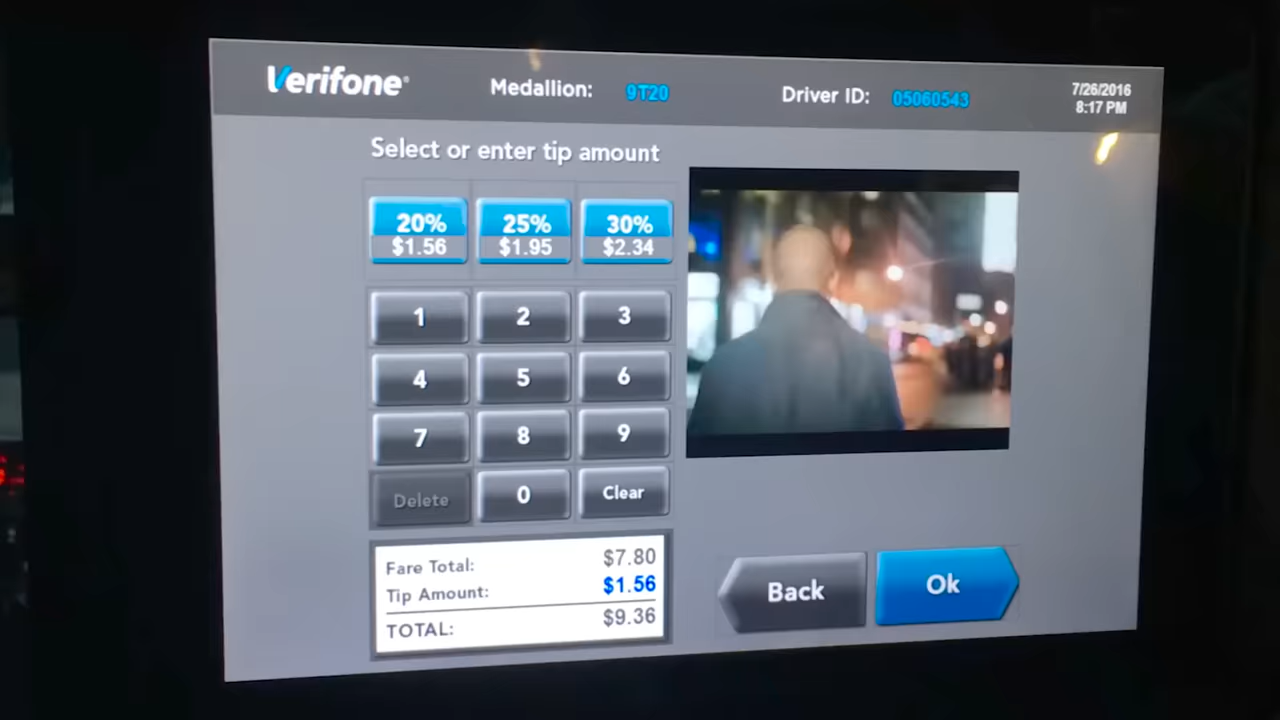 Verifone Medallion: 9T20 Driver ID: 05060543 7/26/2016
8:17 PM
Select or enter tip amount
20% 25% 30%
$1.56 $1.95 $2.34
1 2 3
4 5 6
7 8 9
Delete 0 Clear
Fare Total: $7.80
Tip Amount: $1.56
TOTAL: $9.36
Back Ok